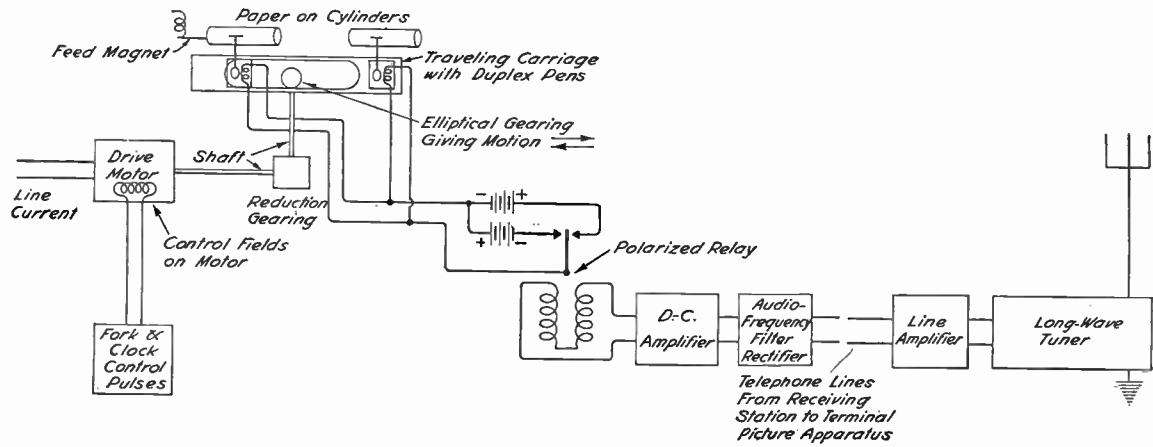 Paper on Cylinders
Feed Magnet
Traveling Carriage
with Duplex Pens
Elliptical Gearing
Giving Motion
Drive
Motor
Shaft
Line
Current
Reduction
Gearing
Control Fields
on Motor
- +
+ -
Polarized Relay
Fork &
Clock
Control
Pulses
D.-C.
Amplifier
Audio-
Frequency
Filter
Rectifier
Line
Amplifier
Long-Wave
Tuner
Telephone Lines
From Receiving
Station to Terminal
Picture Apparatus